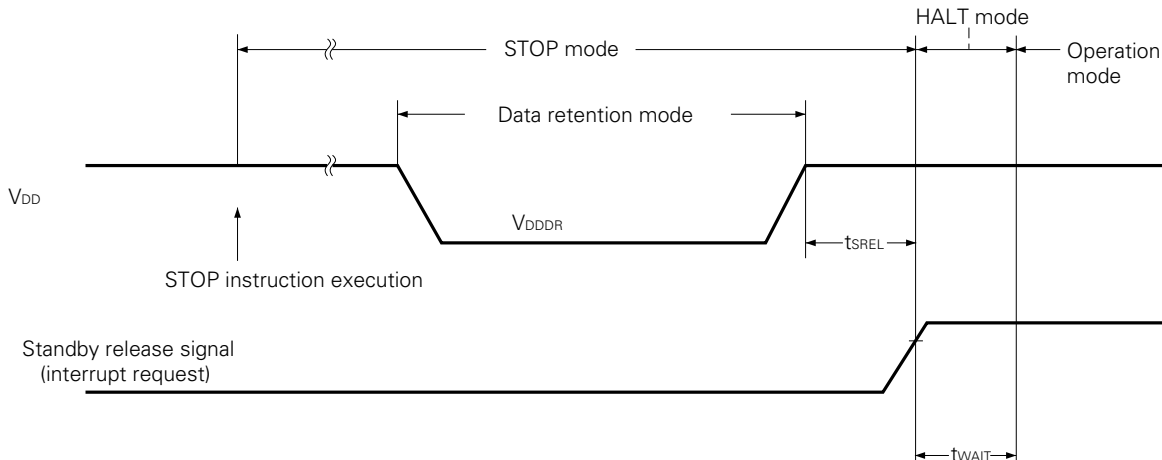 HALT mode
STOP mode
Operation
mode
Data retention mode
VDD
VDDDR
tSREL
STOP instruction execution
Standby release signal
(interrupt request)
tWAIT